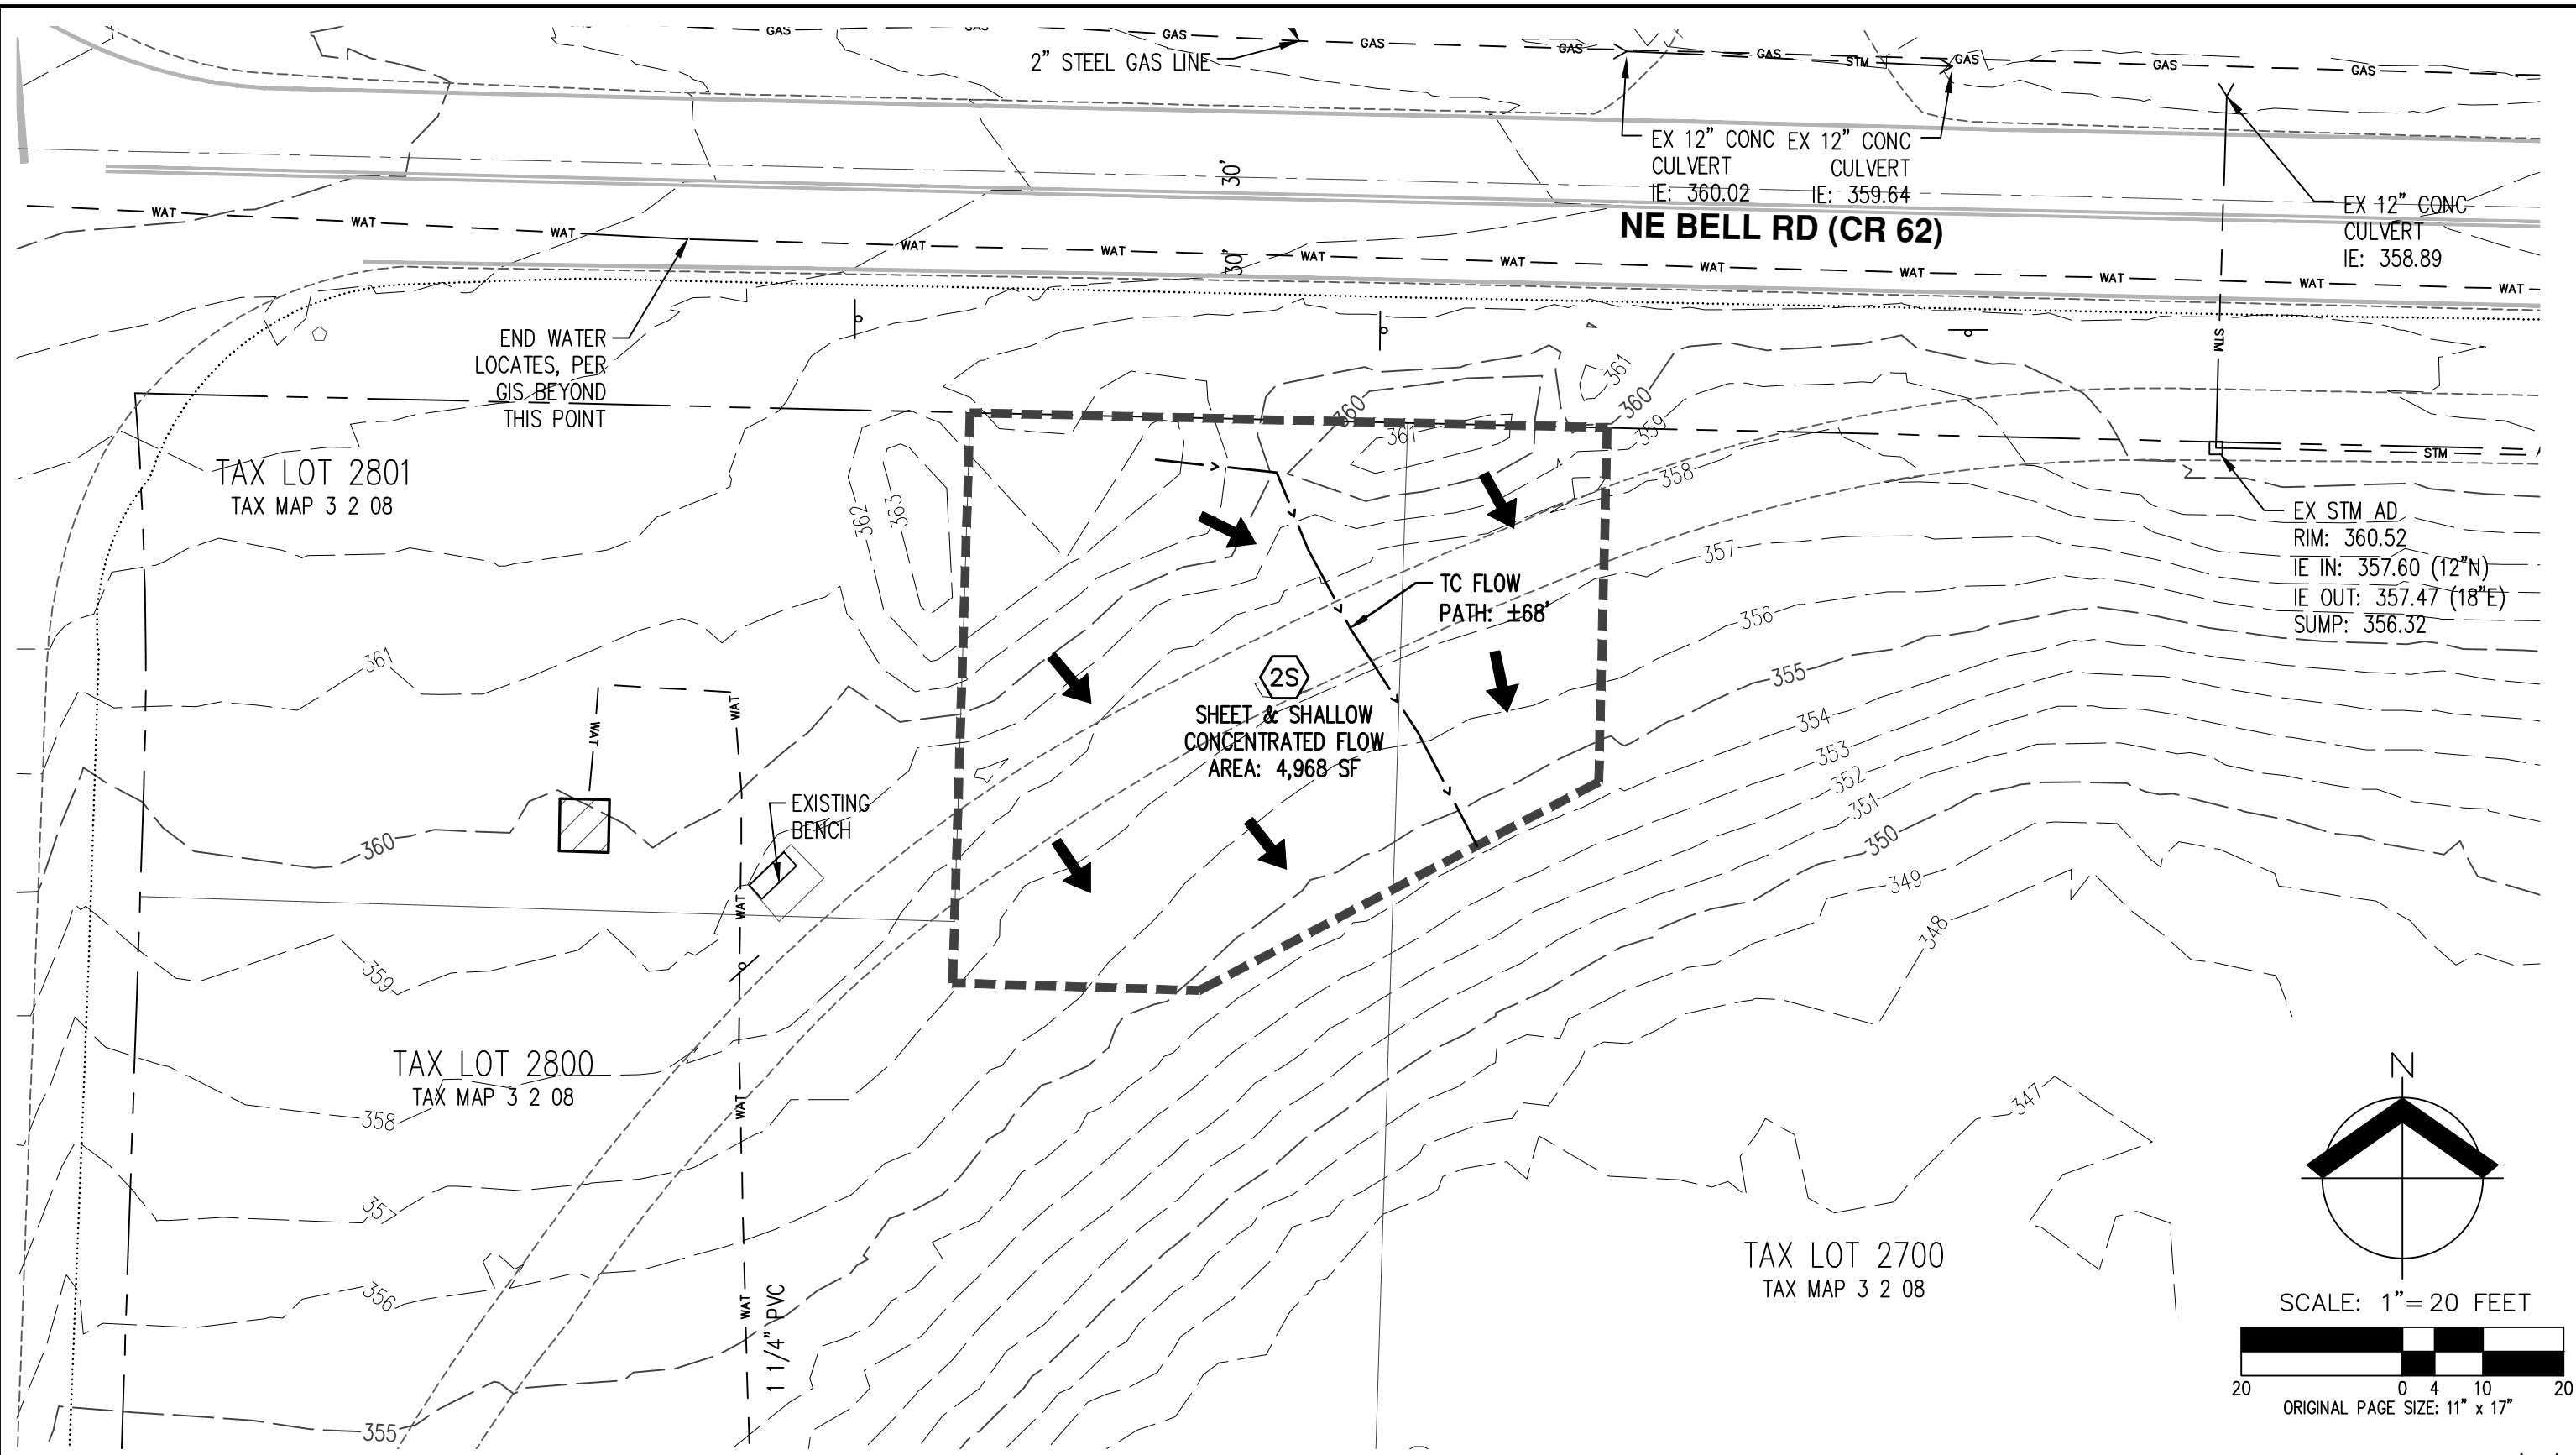 GAS
GAS
GAS
GAS
GAS
GAS
STM
GAS
GAS
GAS
2" STEEL GAS LINE
EX 12" CONC
CULVERT
IE: 360.02
EX 12" CONC
CULVERT
IE: 359.64
30'
30'
NE BELL RD (CR 62)
EX 12" CONC
CULVERT
IE: 358.89
WAT
WAT
WAT
WAT
WAT
WAT
WAT
WAT
WAT
WAT
WAT
WAT
END WATER
LOCATES, PER
GIS BEYOND
THIS POINT
STM
361
360
359
358
360
361
TAX LOT 2801
TAX MAP 3 2 08
362
363
STM
EX STM AD
RIM: 360.52
IE IN: 357.60 (12"N)
IE OUT: 357.47 (18"E)
SUMP: 356.32
357
356
355
354
353
352
351
350
349
348
347
TC FLOW
PATH: ±68'
2S
SHEET & SHALLOW
CONCENTRATED FLOW
AREA: 4,968 SF
361
WAT
WAT
EXISTING
BENCH
360
WAT
359
TAX LOT 2800
TAX MAP 3 2 08
WAT
358
357
356
WAT
1 1/4" PVC
355
TAX LOT 2700
TAX MAP 3 2 08
N
SCALE: 1"= 20 FEET
20 0 4 10 20
ORIGINAL PAGE SIZE: 11" x 17"